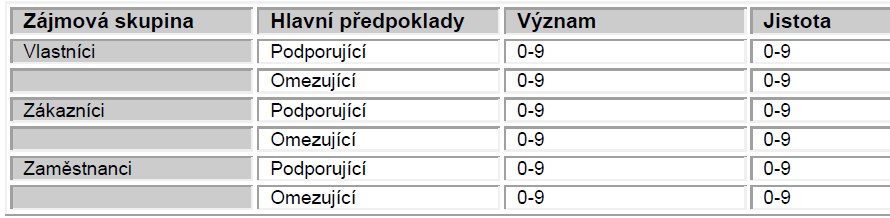 Zájmová skupina Hlavní předpoklady Význam Jistota
Vlastníci Podporující 0-9 0-9
Omezující 0-9 0-9
Zákazníci Podporující 0-9 0-9
Omezující 0-9 0-9
Zaměstnanci Podporující 0-9 0-9
Omezující 0-9 0-9